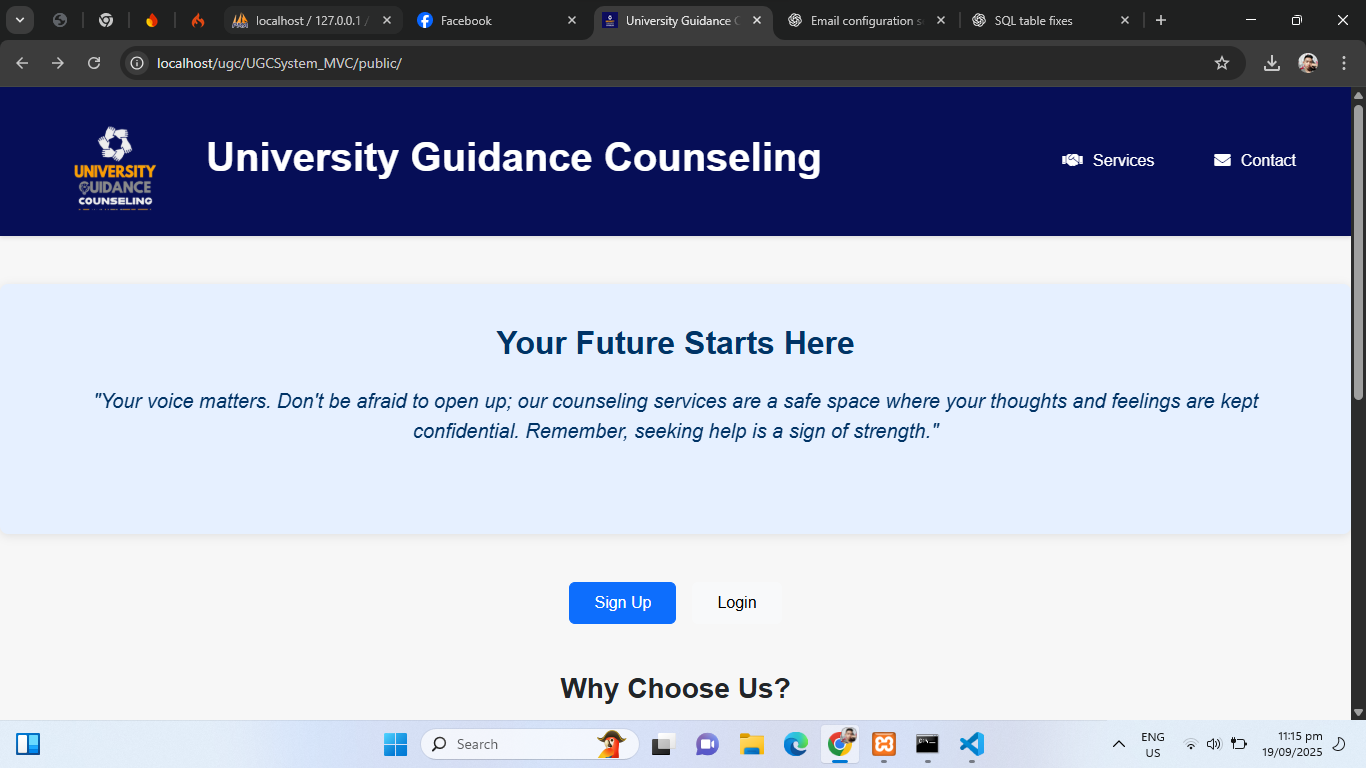 localhost / 127.0.0.1 /
Facebook
University Guidance C
Email configuration s
SQL table fixes
localhost/ugc/UGCSystem_MVC/public/
UNIVERSITY
GUIDANCE
COUNSELING
University Guidance Counseling
Services
Contact
Your Future Starts Here
"Your voice matters. Don't be afraid to open up; our counseling services are a safe space where your thoughts and feelings are kept
confidential. Remember, seeking help is a sign of strength."
Sign Up
Login
Why Choose Us?
Search
ENG
US
11:15 pm
19/09/2025